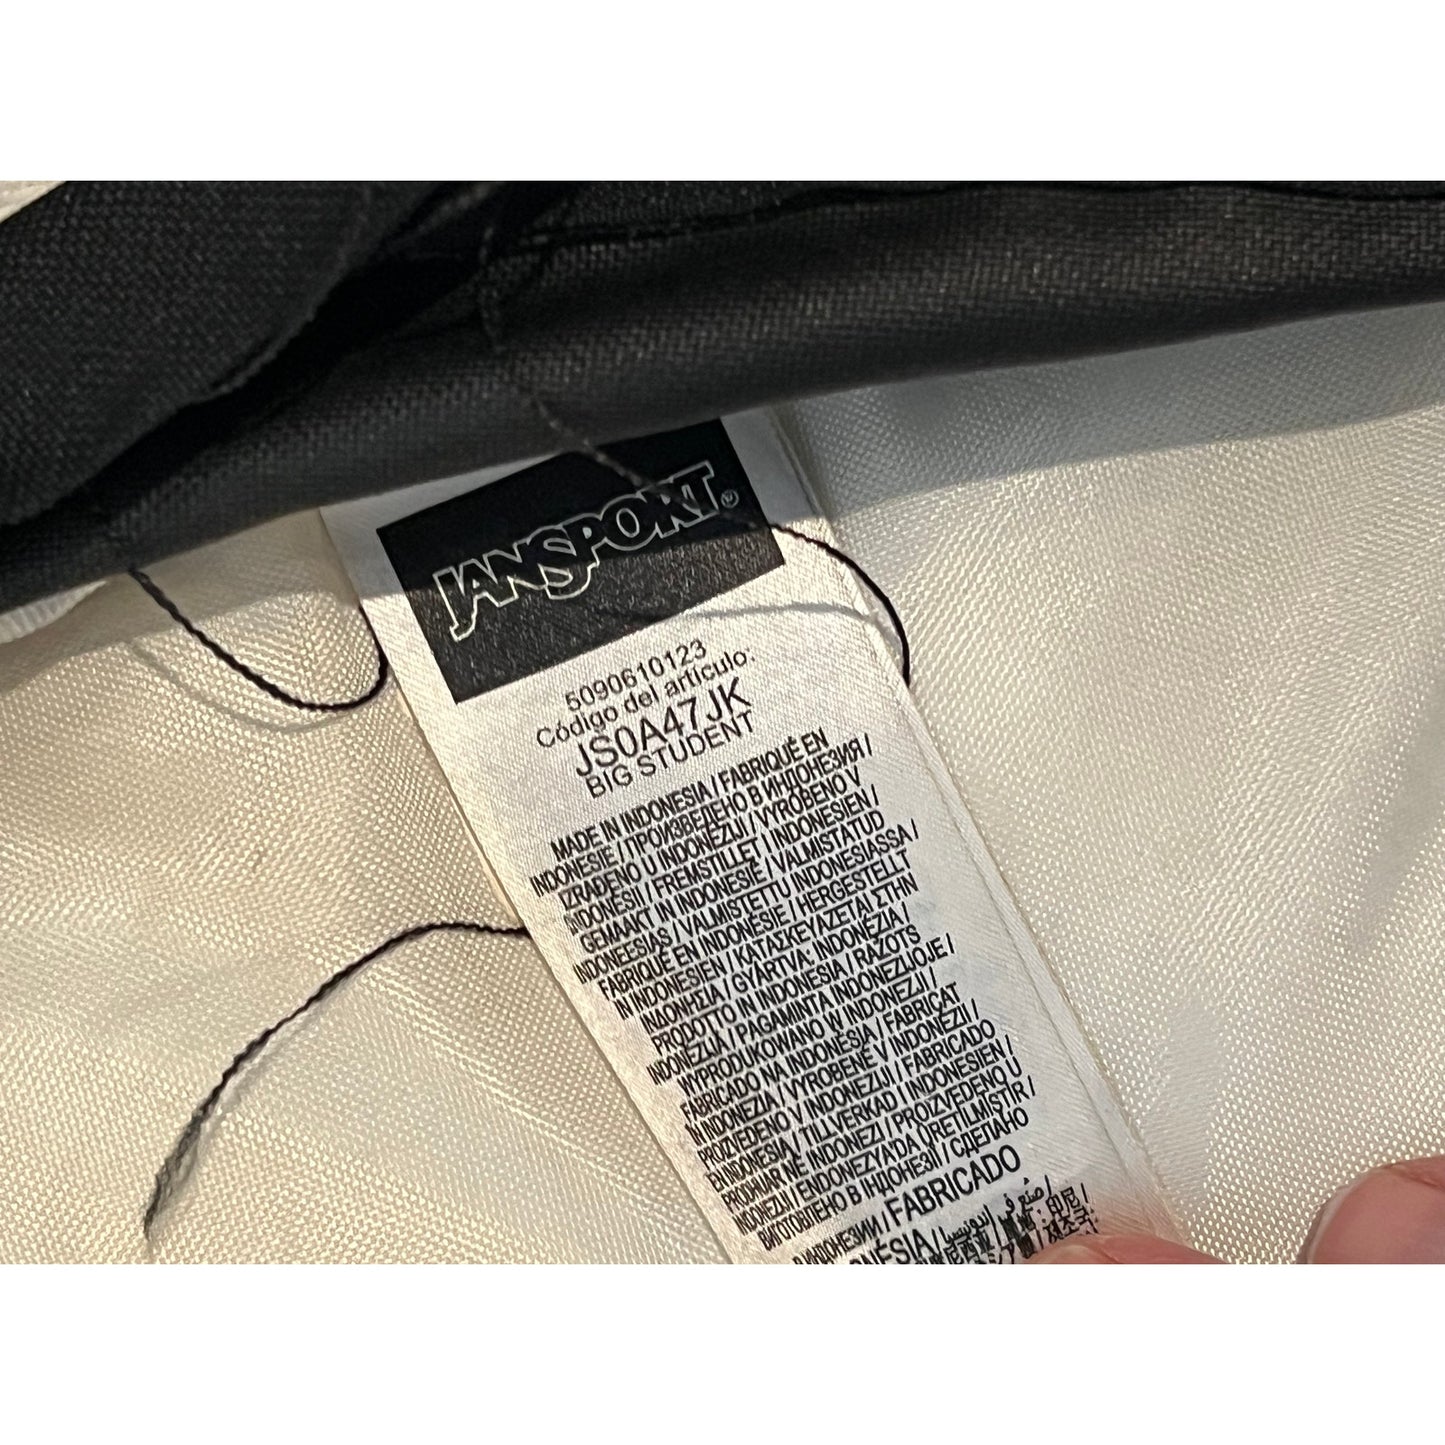 JANSPORT®
5090610123
Código del artículo:
JS0A47JK
BIG STUDENT
MADE IN INDONESIA / FABRIQUÉ EN
INDONESIE / ПРОИЗВЕДЕНО В ИНДОНЕЗИЯ /
IZRAĐENO U INDONEZIJI / VYROBENO V
INDONÉSII / FREMSTILLET I INDONESIEN /
GEMAAKT IN INDONESIË / VALMISTATUD
INDONEESIAS / VALMISTETTU INDONESIASSA /
FABRIQUÉ EN INDONÉSIE / HERGESTELLT
IN INDONESIEN / ΚΑΤΑΣΚΕΥΑΖΕΤΑΙ ΣΤΗΝ
ΙΝΔΟΝΗΣΙΑ / GYÁRTVA: INDONÉZIA /
PRODOTTO IN INDONESIA / RAŽOTS
INDONĒZIJĀ / PAGAMINTA INDONEZIJOJE /
WYPRODUKOWANO W INDONEZJI /
FABRICADO NA INDONÉSIA / FABRICAT
IN INDONEZIA / VYROBENÉ V INDONÉZII /
PROIZVEDENO V INDONEZIJI / FABRICADO
EN INDONESIA / TILLVERKAD I INDONESIEN /
PRODHUAR NË INDONEZI / PROIZVEDENO U
INDONEZIJI / ENDONEZYA'DA ÜRETİLMİŞTİR /
ВИГОТОВЛЕНО В ІНДОНЕЗІЇ / СДЕЛАНО
В ИНДОНЕЗИИ / FABRICADO